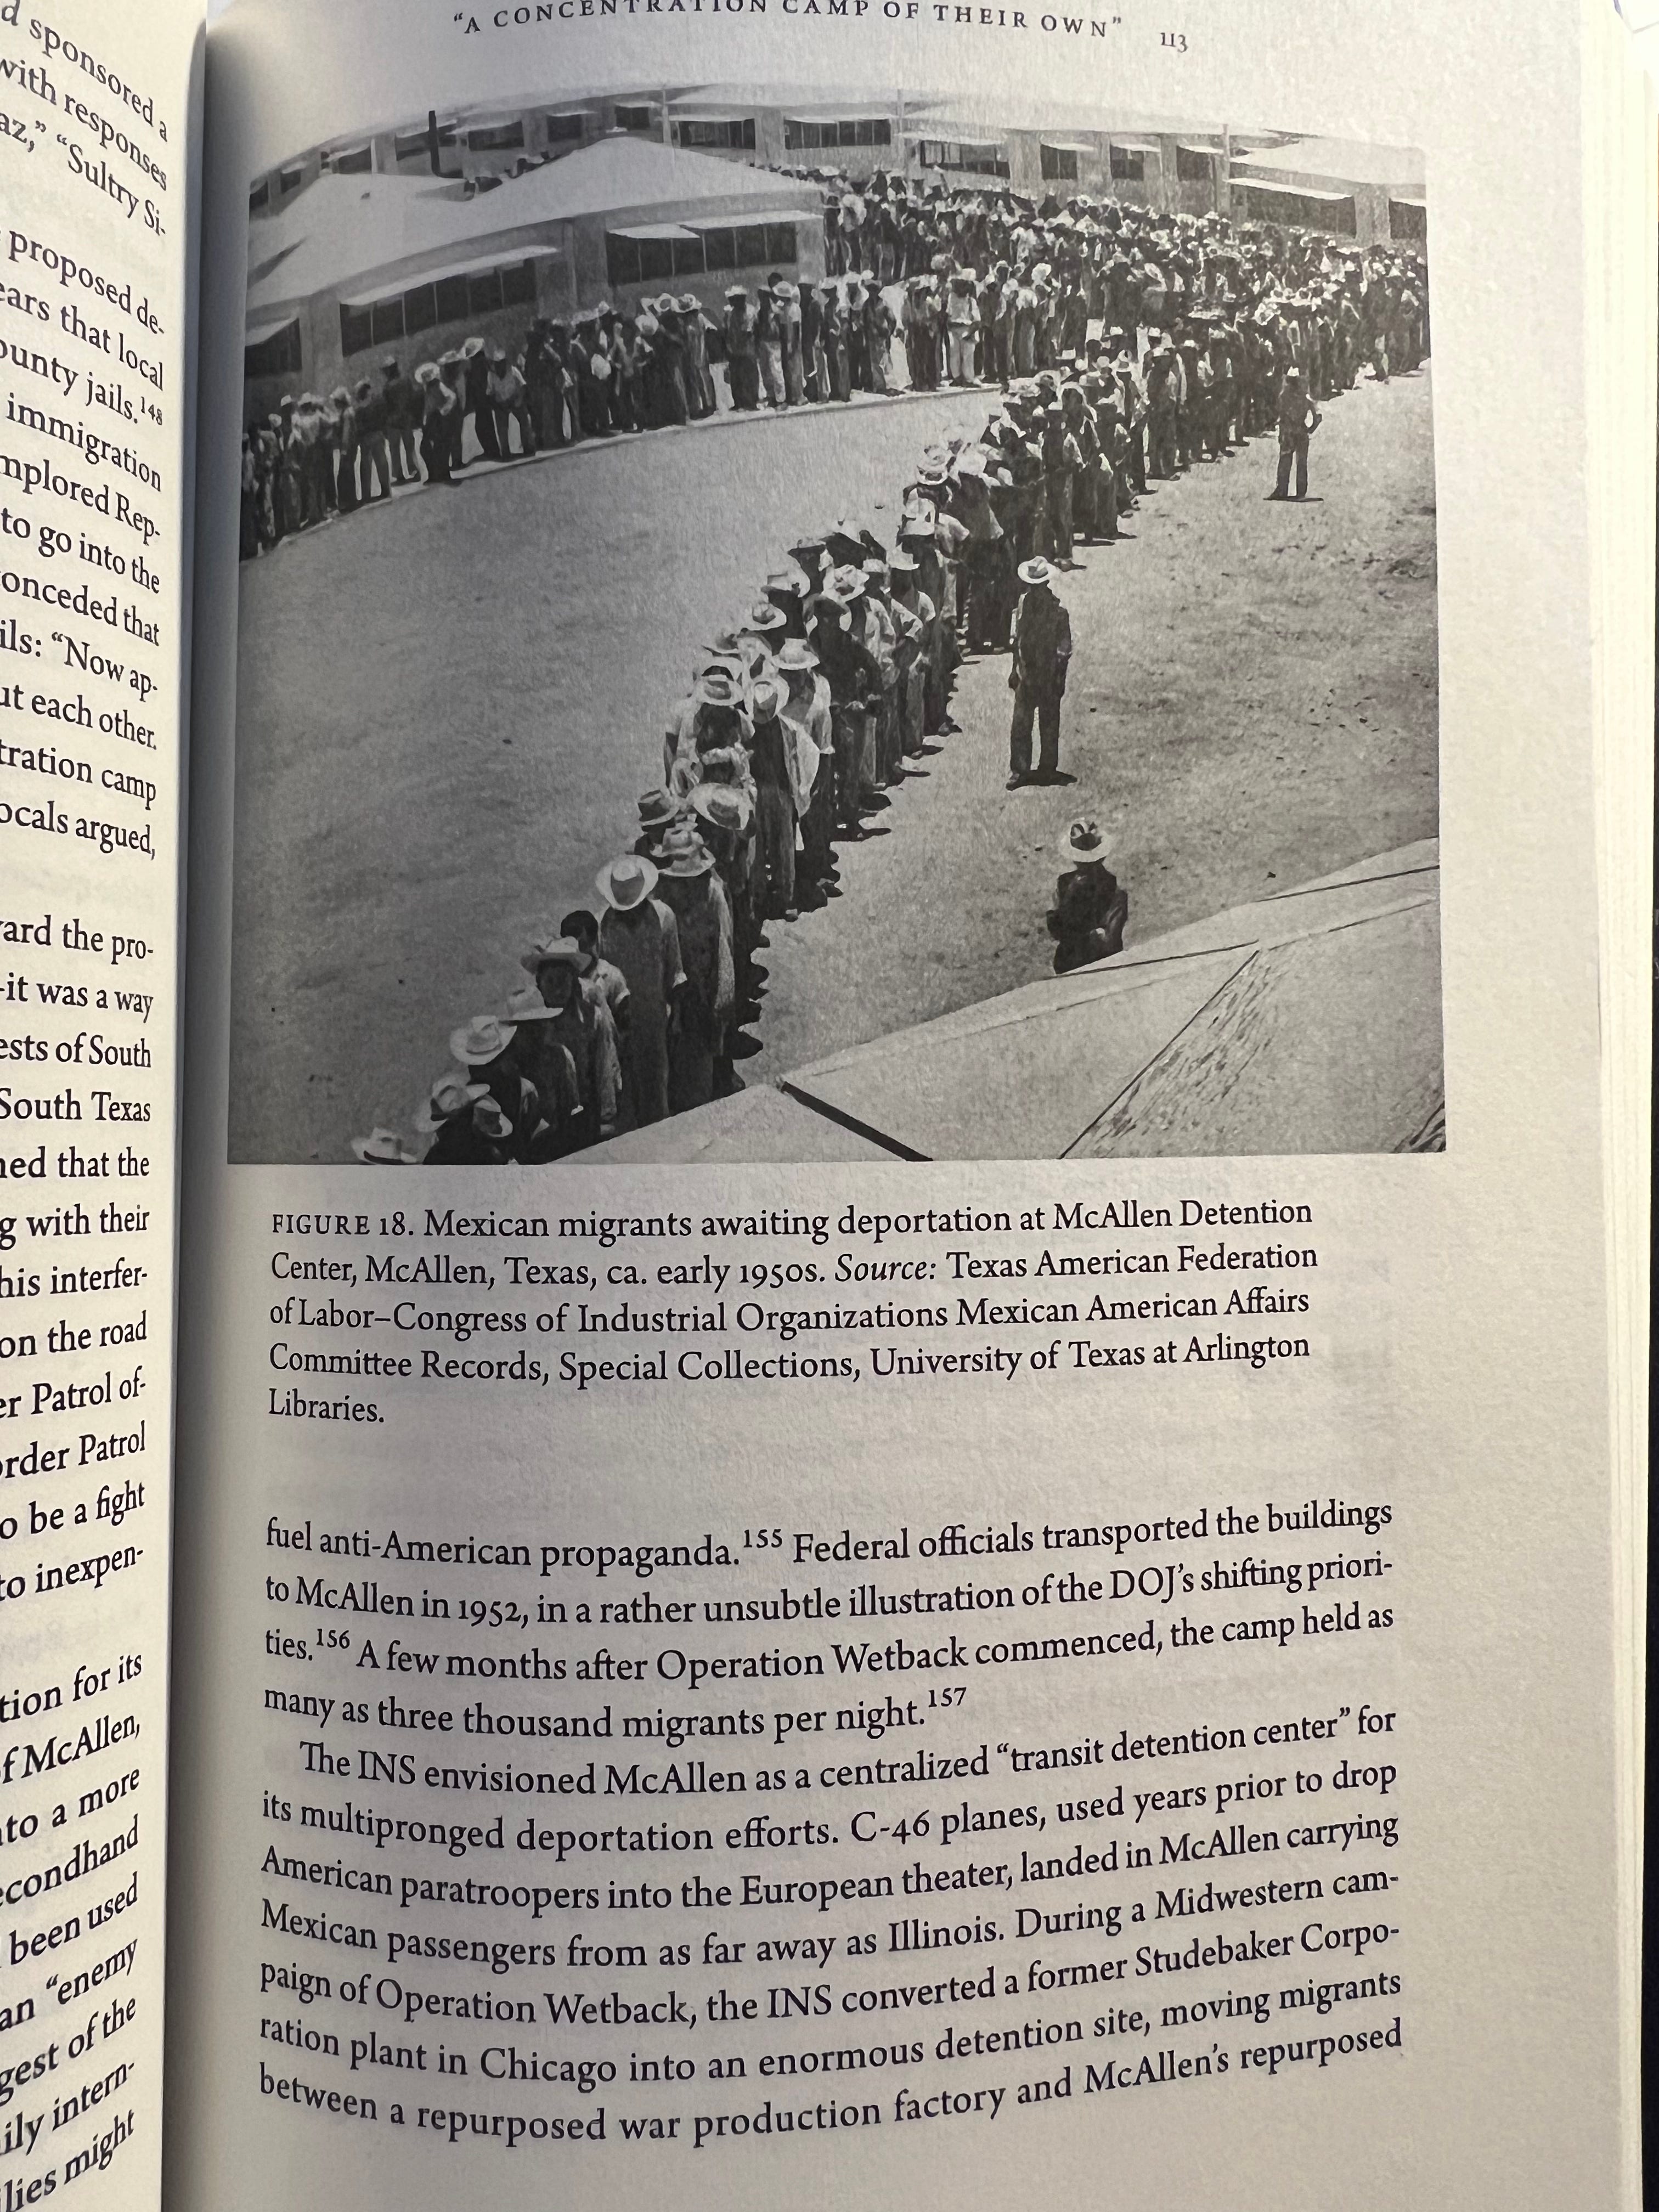 d sponsored a
with responses
az,” “Sultry Si-
proposed de-
ears that local
ounty jails.148
immigration
mplored Rep-
to go into the
onceded that
ils: “Now ap-
ut each other.
tration camp
ocals argued,
ard the pro-
-it was a way
ests of South
South Texas
ned that the
g with their
his interfer-
on the road
er Patrol of-
order Patrol
o be a fight
to inexpen-
tion for its
f McAllen,
to a more
econdhand
been used
an “enemy
gest of the
ily intern-
lies might
“A CONCENTRATION CAMP OF THEIR OWN” 113
FIGURE 18. Mexican migrants awaiting deportation at McAllen Detention
Center, McAllen, Texas, ca. early 1950s. Source: Texas American Federation
of Labor–Congress of Industrial Organizations Mexican American Affairs
Committee Records, Special Collections, University of Texas at Arlington
Libraries.
fuel anti-American propaganda.155 Federal officials transported the buildings
to McAllen in 1952, in a rather unsubtle illustration of the DOJ’s shifting priori-
ties.156 A few months after Operation Wetback commenced, the camp held as
many as three thousand migrants per night.157
The INS envisioned McAllen as a centralized “transit detention center” for
its multipronged deportation efforts. C-46 planes, used years prior to drop
American paratroopers into the European theater, landed in McAllen carrying
Mexican passengers from as far away as Illinois. During a Midwestern cam-
paign of Operation Wetback, the INS converted a former Studebaker Corpo-
ration plant in Chicago into an enormous detention site, moving migrants
between a repurposed war production factory and McAllen’s repurposed